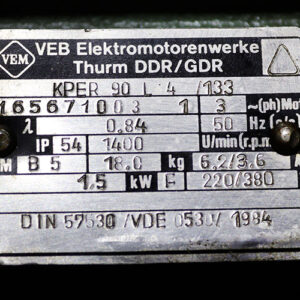 VEM
VEB Elektromotorenwerke
Thurm DDR/GDR
KPER 90 L 4 /133
165671003 1 3 ~(ph) Mot
λ 0,84 50 Hz (c/s)
IP 54 1400 U/min (r.p.m.
M B 5 18.0 kg 6,2/3,6
1,5 kW F 220/380
DIN 57530 /VDE 0530/ 1984